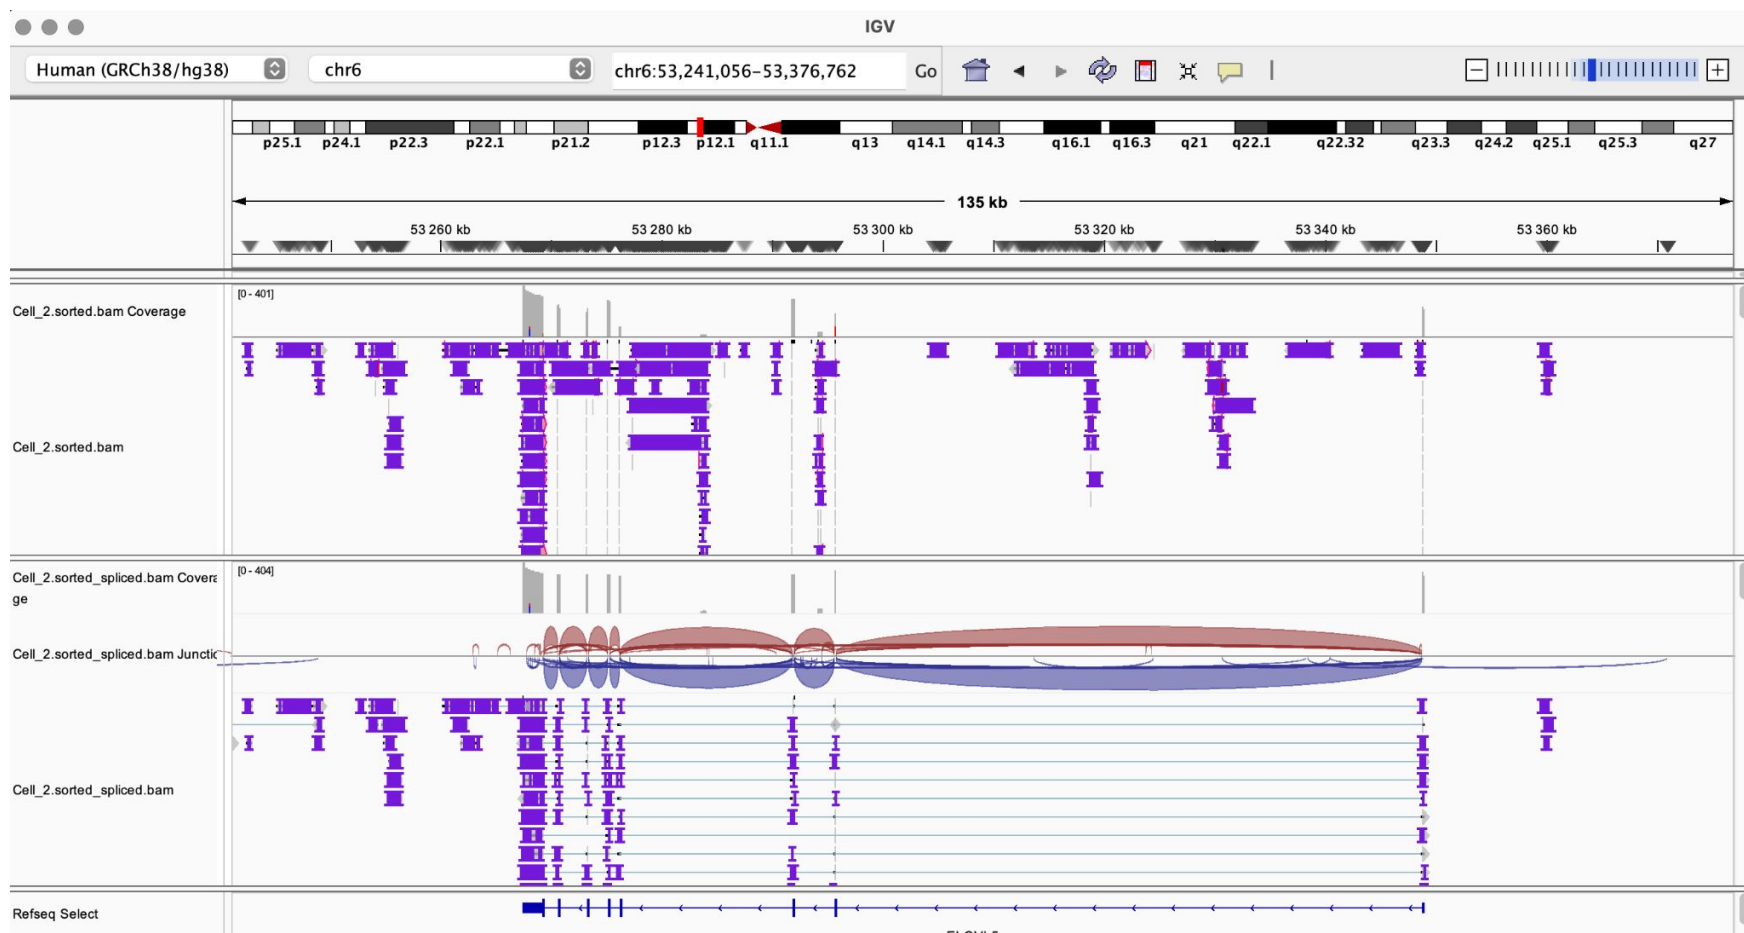 IGV
Human (GRCh38/hg38) chr6 chr6:53,241,056-53,376,762 Go
p25.1 p24.1 p22.3 p22.1 p21.2 p12.3 p12.1 q11.1 q13 q14.1 q14.3 q16.1 q16.3 q21 q22.1 q22.32 q23.3 q24.2 q25.1 q25.3 q27
135 kb
53 260 kb 53 280 kb 53 300 kb 53 320 kb 53 340 kb 53 360 kb
[0 - 401]
Cell_2.sorted.bam Coverage
Cell_2.sorted.bam
[0 - 404]
Cell_2.sorted_spliced.bam Covera
ge
Cell_2.sorted_spliced.bam Junctic
Cell_2.sorted_spliced.bam
Refseq Select